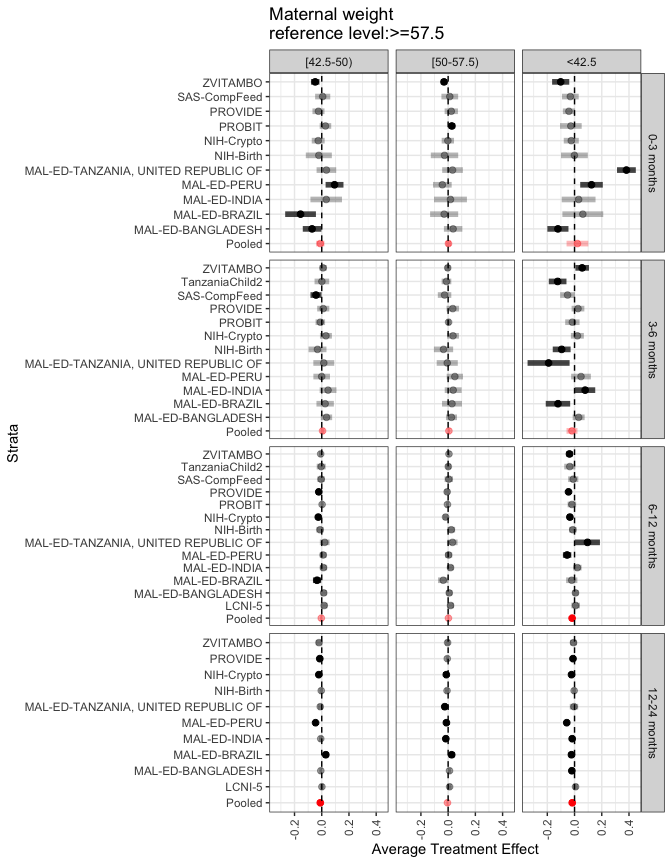 Maternal weight
reference level:>=57.5
[42.5-50)
[50-57.5)
<42.5
ZVITAMBO
SAS-CompFeed
PROVIDE
PROBIT
NIH-Crypto
NIH-Birth
MAL-ED-TANZANIA, UNITED REPUBLIC OF
MAL-ED-PERU
MAL-ED-INDIA
MAL-ED-BRAZIL
MAL-ED-BANGLADESH
Pooled
0-3 months
ZVITAMBO
TanzaniaChild2
SAS-CompFeed
PROVIDE
PROBIT
NIH-Crypto
NIH-Birth
MAL-ED-TANZANIA, UNITED REPUBLIC OF
MAL-ED-PERU
MAL-ED-INDIA
MAL-ED-BRAZIL
MAL-ED-BANGLADESH
Pooled
3-6 months
ZVITAMBO
TanzaniaChild2
SAS-CompFeed
PROVIDE
PROBIT
NIH-Crypto
NIH-Birth
MAL-ED-TANZANIA, UNITED REPUBLIC OF
MAL-ED-PERU
MAL-ED-INDIA
MAL-ED-BRAZIL
MAL-ED-BANGLADESH
LCNI-5
Pooled
6-12 months
ZVITAMBO
PROVIDE
NIH-Crypto
NIH-Birth
MAL-ED-TANZANIA, UNITED REPUBLIC OF
MAL-ED-PERU
MAL-ED-INDIA
MAL-ED-BRAZIL
MAL-ED-BANGLADESH
LCNI-5
Pooled
12-24 months
Strata
-0.2
0.0
0.2
0.4
-0.2
0.0
0.2
0.4
-0.2
0.0
0.2
0.4
Average Treatment Effect